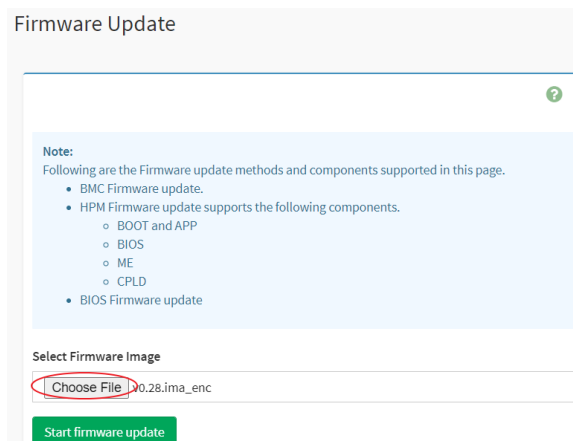 Firmware Update
?
Note:
Following are the Firmware update methods and components supported in this page.
• BMC Firmware update.
• HPM Firmware update supports the following components.
◦ BOOT and APP
◦ BIOS
◦ ME
◦ CPLD
• BIOS Firmware update
Select Firmware Image
Choose File v0.28.ima_enc
Start firmware update